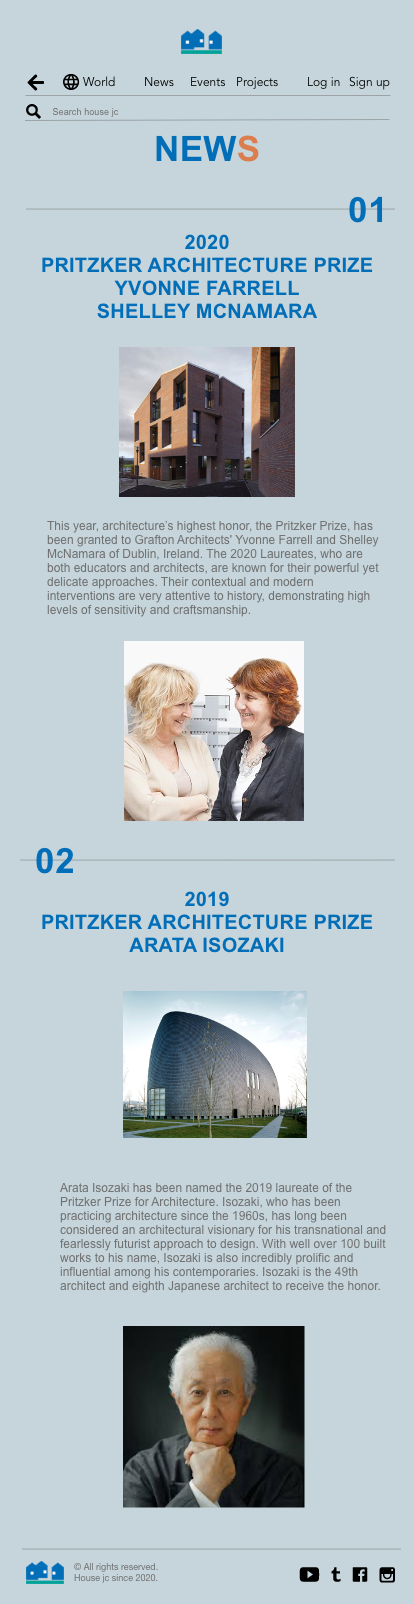 World News Events Projects Log in Sign up
Search house jc
NEWS
01
2020
PRITZKER ARCHITECTURE PRIZE
YVONNE FARRELL
SHELLEY MCNAMARA
This year, architecture's highest honor, the Pritzker Prize, has
been granted to Grafton Architects' Yvonne Farrell and Shelley
McNamara of Dublin, Ireland. The 2020 Laureates, who are
both educators and architects, are known for their powerful yet
delicate approaches. Their contextual and modern
interventions are very attentive to history, demonstrating high
levels of sensitivity and craftsmanship.
02
2019
PRITZKER ARCHITECTURE PRIZE
ARATA ISOZAKI
Arata Isozaki has been named the 2019 laureate of the
Pritzker Prize for Architecture. Isozaki, who has been
practicing architecture since the 1960s, has long been
considered an architectural visionary for his transnational and
fearlessly futurist approach to design. With well over 100 built
works to his name, Isozaki is also incredibly prolific and
influential among his contemporaries. Isozaki is the 49th
architect and eighth Japanese architect to receive the honor.
© All rights reserved.
House jc since 2020.